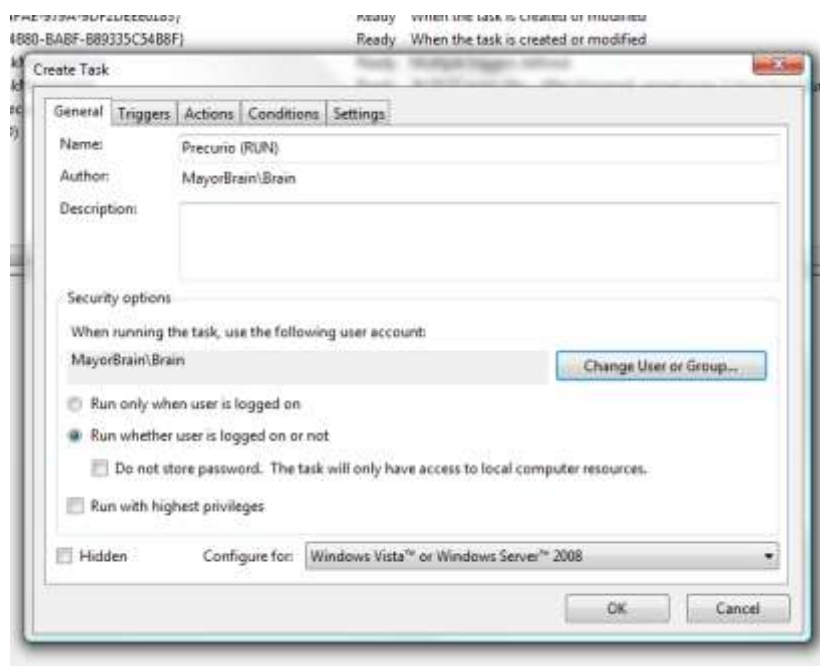 Ready When the task is created or modified
4B80-BABF-B89335C54B8F} Ready When the task is created or modified
Create Task
General Triggers Actions Conditions Settings
Name: Precurio (RUN)
Author: MayorBrain\Brain
Description:
Security options
When running the task, use the following user account:
MayorBrain\Brain Change User or Group...
Run only when user is logged on
Run whether user is logged on or not
Do not store password. The task will only have access to local computer resources.
Run with highest privileges
Hidden Configure for: Windows Vista™ or Windows Server™ 2008
OK Cancel